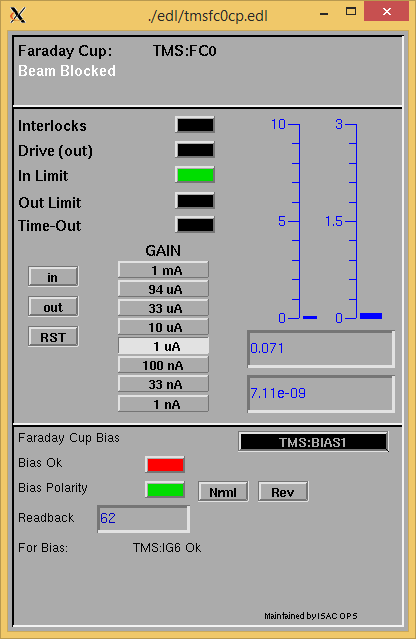 ./edl/tmsfc0cp.edl
Faraday Cup: TMS:FC0
Beam Blocked
Interlocks
Drive (out)
In Limit
Out Limit
Time-Out
10 3
5 1.5
0 0
GAIN
1 mA
94 uA
33 uA
10 uA
1 uA
100 nA
33 nA
1 nA
in
out
RST
0.071
7.11e-09
Faraday Cup Bias TMS:BIAS1
Bias Ok
Bias Polarity Nrml Rev
Readback 62
For Bias: TMS:IG6 Ok
Maintained by ISAC OPS